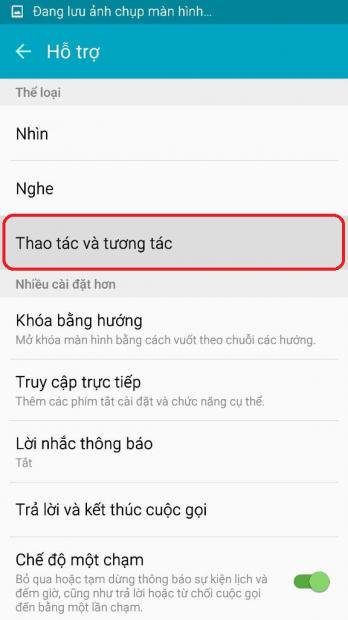 Đang lưu ảnh chụp màn hình...
Hỗ trợ
Thể loại
Nhìn
Nghe
Thao tác và tương tác
Nhiều cài đặt hơn
Khóa bằng hướng
Mở khóa màn hình bằng cách vuốt theo chuỗi các hướng.
Truy cập trực tiếp
Thêm các phím tắt cài đặt và chức năng cụ thể.
Lời nhắc thông báo
Tắt
Trả lời và kết thúc cuộc gọi
Chế độ một chạm
Bỏ qua hoặc tạm dừng thông báo sự kiện lịch và
đếm giờ, cũng như trả lời hoặc từ chối cuộc gọi
đến bằng một lần chạm.